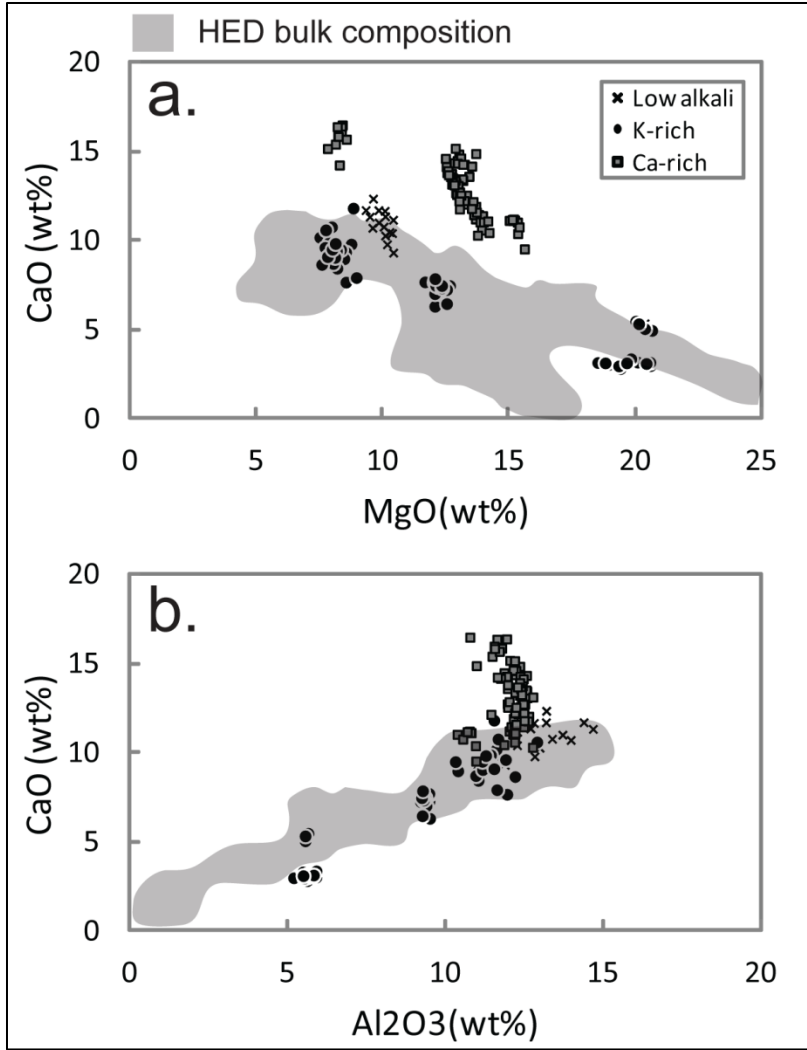 HED bulk composition
a.
20
15
10
5
0
CaO (wt%)
Low alkali
K-rich
Ca-rich
0 5 10 15 20 25
MgO(wt%)
b.
20
15
10
5
0
CaO (wt%)
0 5 10 15 20
Al2O3(wt%)